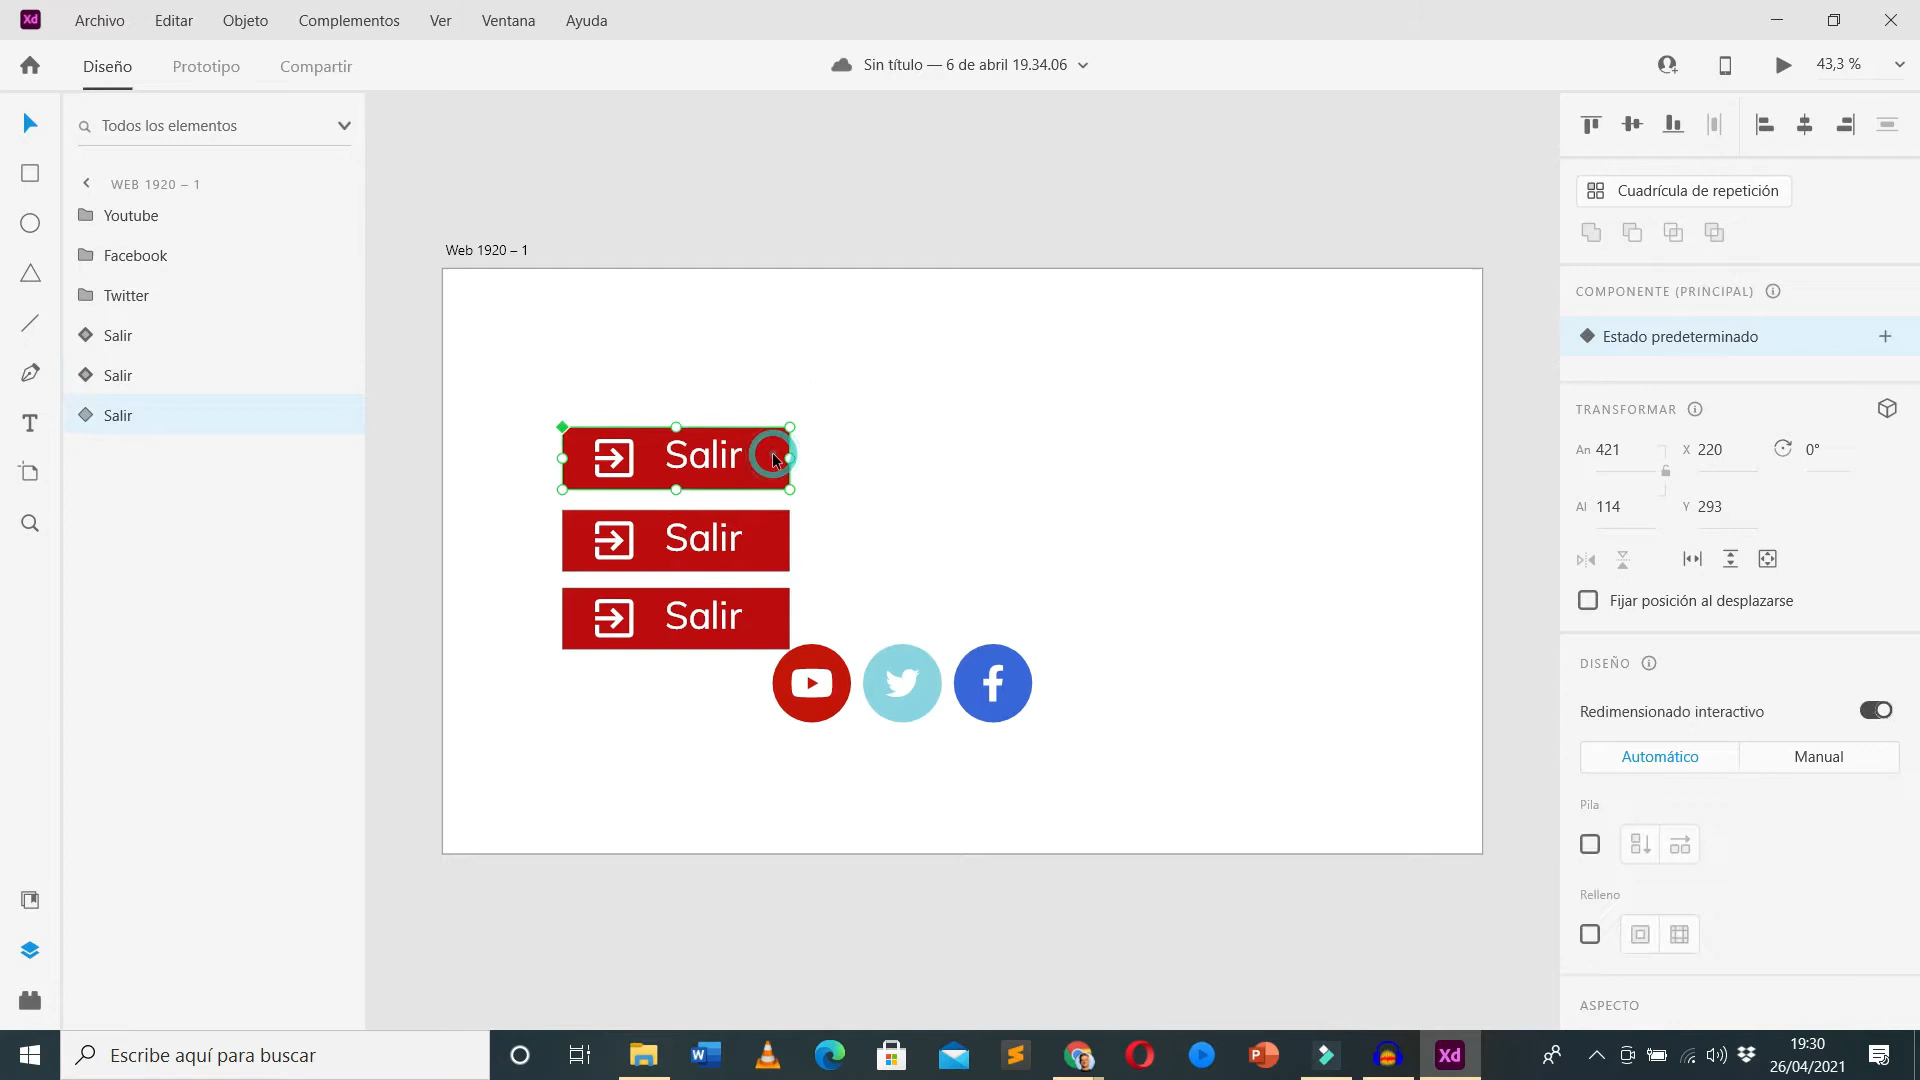 Xd Archivo Editar Objeto Complementos Ver Ventana Ayuda
Diseño Prototipo Compartir
Sin título — 6 de abril 19.34.06
43,3 %
Todos los elementos
WEB 1920 – 1
Youtube
Facebook
Twitter
Salir
Salir
Salir
Web 1920 – 1
Salir
Salir
Salir
Cuadrícula de repetición
COMPONENTE (PRINCIPAL)
Estado predeterminado
TRANSFORMAR
An 421 X 220 0°
Al 114 Y 293
Fijar posición al desplazarse
DISEÑO
Redimensionado interactivo
Automático Manual
Pila
Relleno
ASPECTO
Escribe aquí para buscar
Xd
19:30
26/04/2021